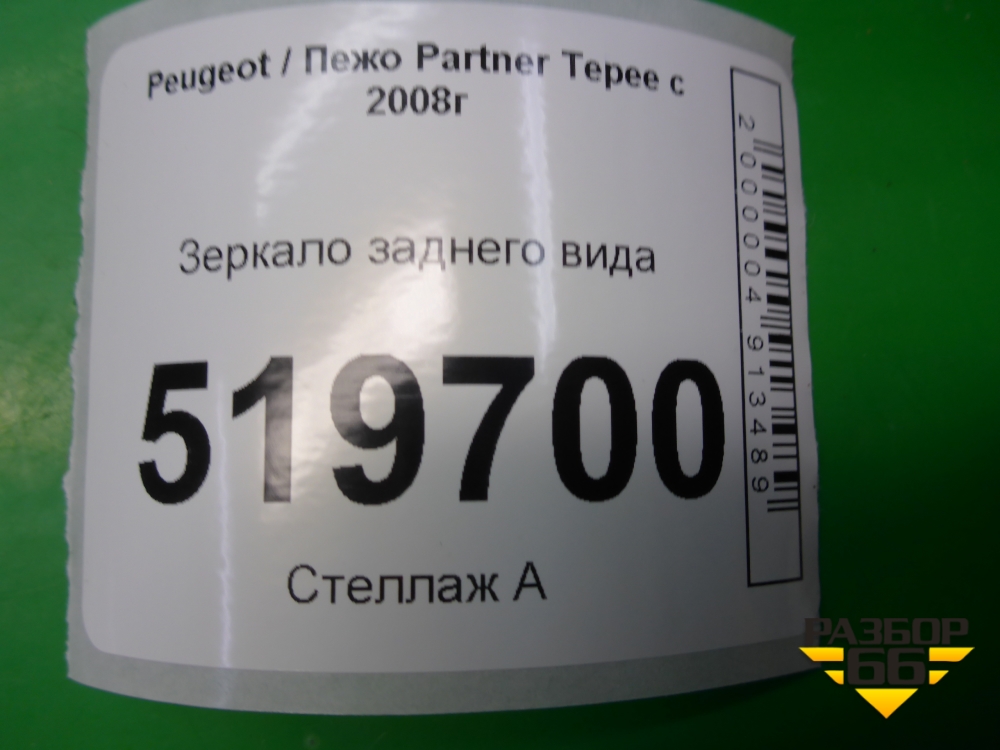 Peugeot / Пежо Partner Tepee с
2008г
Зеркало заднего вида
519700
Стеллаж А
2000004913489
РАЗБОР
66